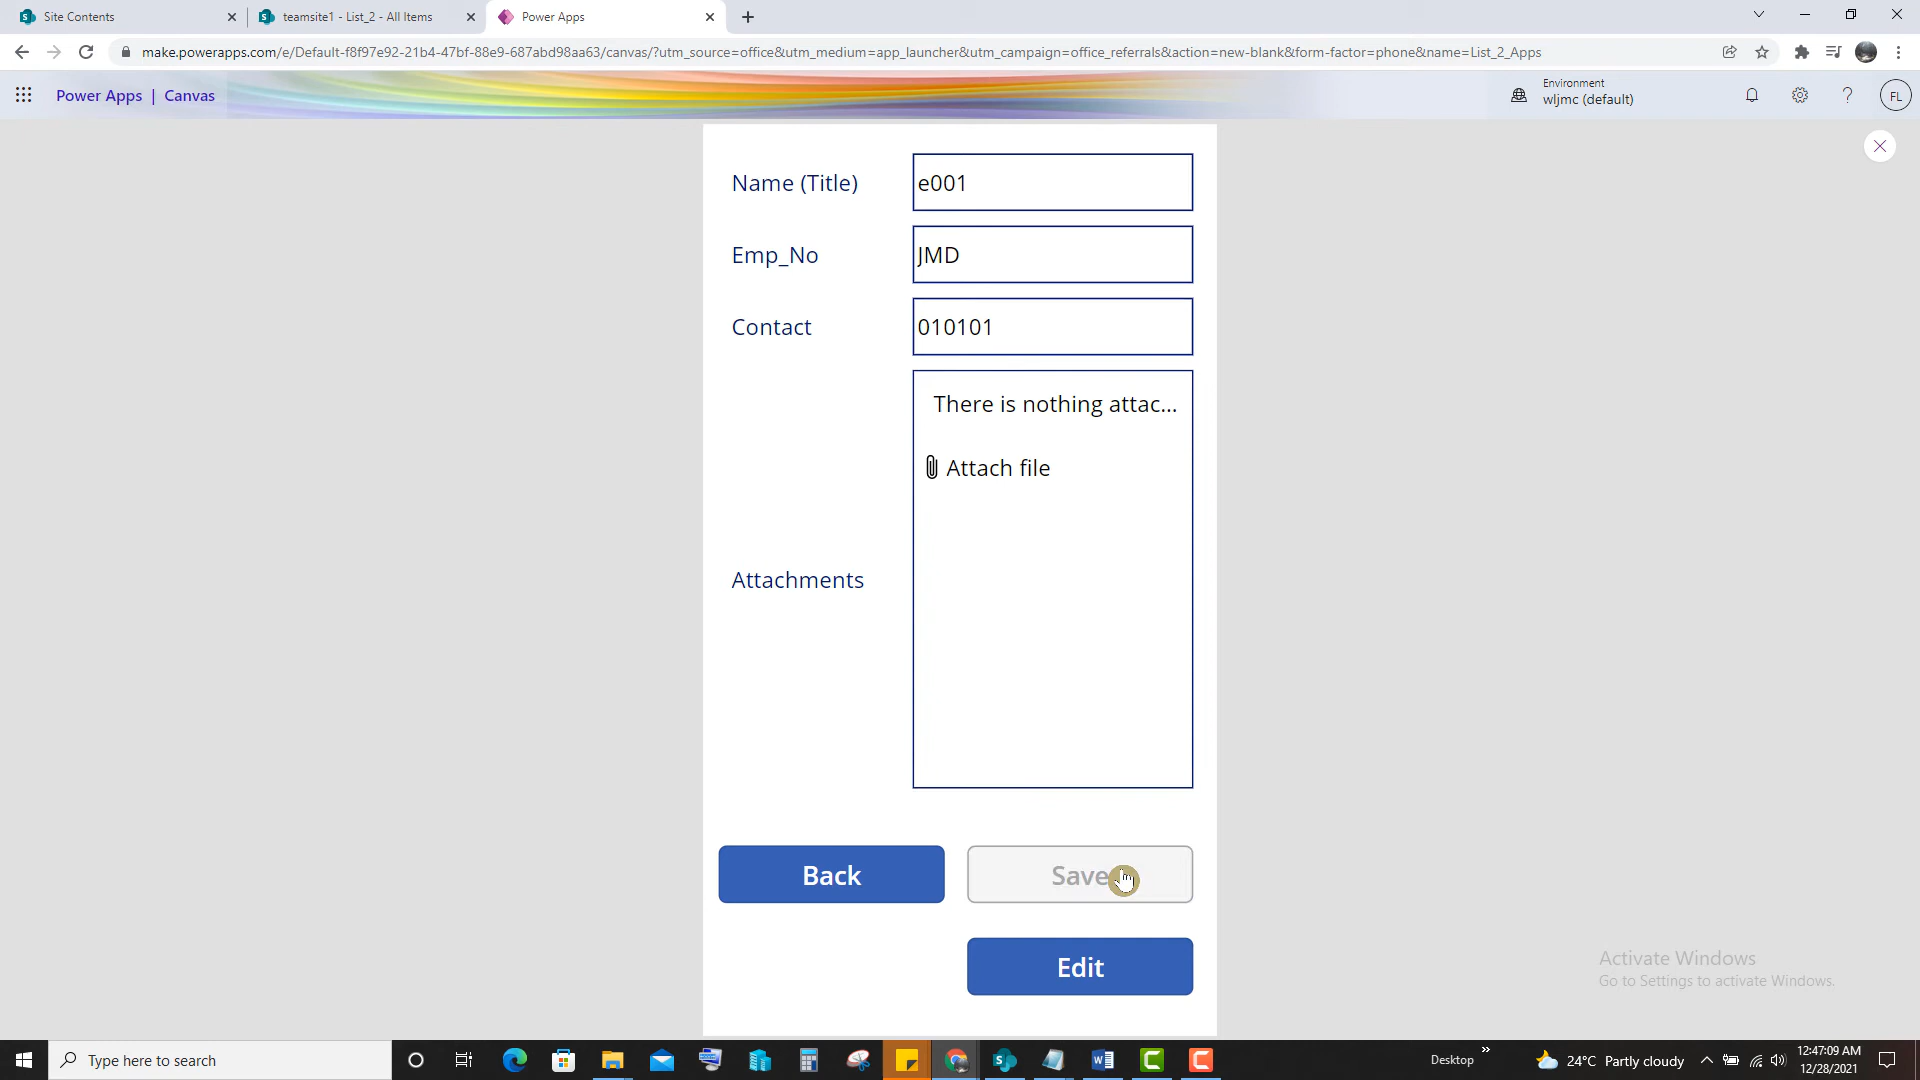 Site Contents
teamsite1 - List_2 - All Items
Power Apps
make.powerapps.com/e/Default-f8f97e92-21b4-47bf-88e9-687abd98aa63/canvas/?utm_source=office&utm_medium=app_launcher&utm_campaign=office_referrals&action=new-blank&form-factor=phone&name=List_2_Apps
Power Apps | Canvas
Environment
wljmc (default)
FL
Name (Title)
e001
Emp_No
JMD
Contact
010101
There is nothing attac...
Attach file
Attachments
Back
Save
Edit
Activate Windows
Go to Settings to activate Windows.
Type here to search
Desktop
24°C Partly cloudy
12:47:09 AM
12/28/2021